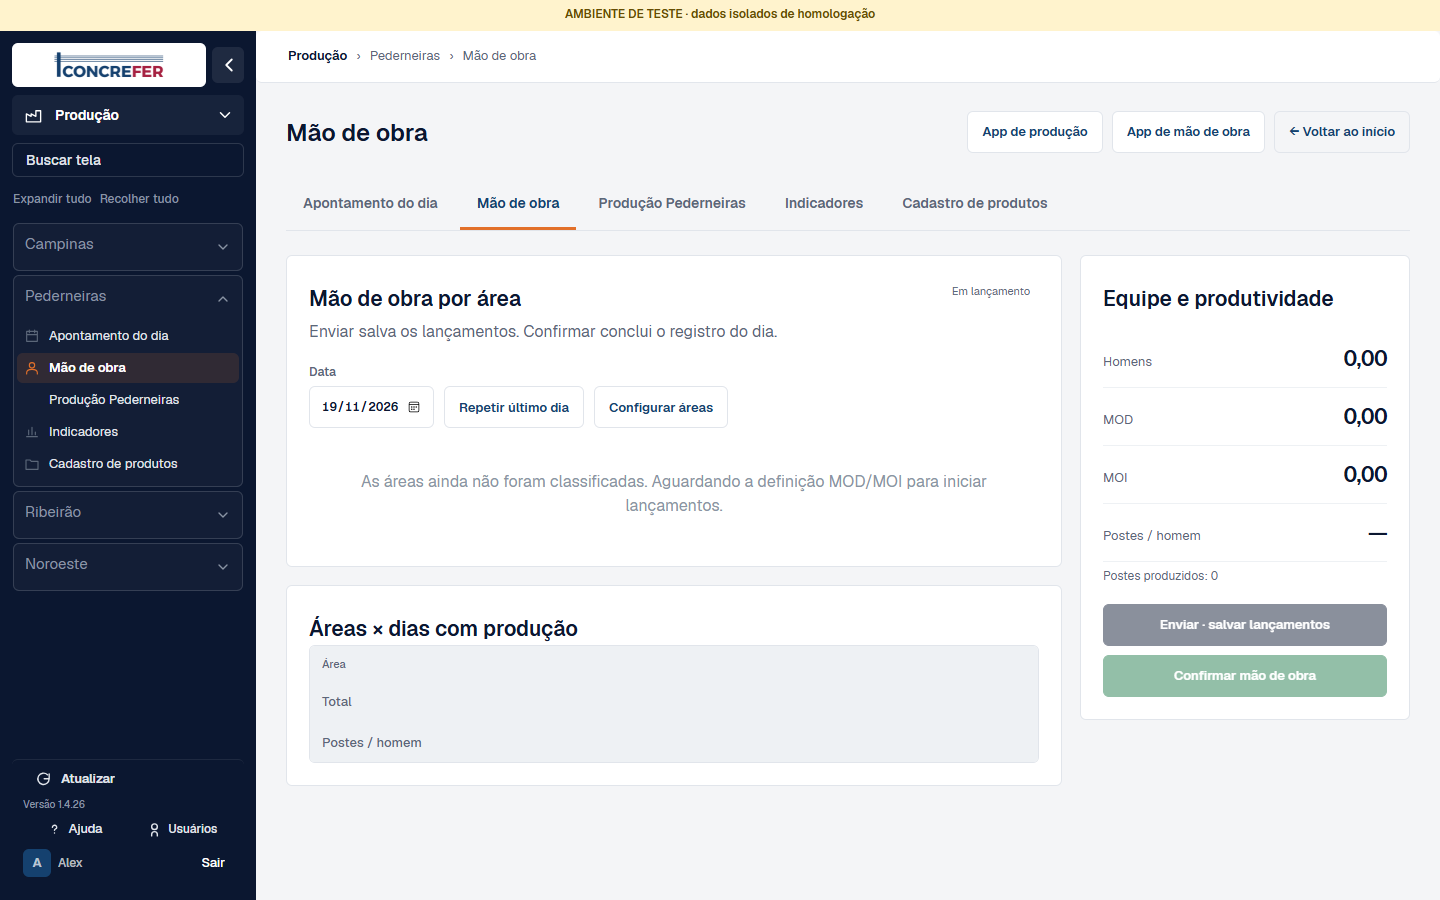 AMBIENTE DE TESTE · dados isolados de homologação
CONCREFER
Produção
Buscar tela
Expandir tudo Recolher tudo
Campinas
Pederneiras
Apontamento do dia
Mão de obra
Produção Pederneiras
Indicadores
Cadastro de produtos
Ribeirão
Noroeste
Atualizar
Versão 1.4.26
? Ajuda Usuários
A Alex Sair
Produção › Pederneiras › Mão de obra
Mão de obra
App de produção App de mão de obra ← Voltar ao início
Apontamento do dia Mão de obra Produção Pederneiras Indicadores Cadastro de produtos
Mão de obra por área
Em lançamento
Enviar salva os lançamentos. Confirmar conclui o registro do dia.
Data
19/11/2026 Repetir último dia Configurar áreas
As áreas ainda não foram classificadas. Aguardando a definição MOD/MOI para iniciar
lançamentos.
Áreas × dias com produção
Área
Total
Postes / homem
Equipe e produtividade
Homens 0,00
MOD 0,00
MOI 0,00
Postes / homem —
Postes produzidos: 0
Enviar · salvar lançamentos
Confirmar mão de obra